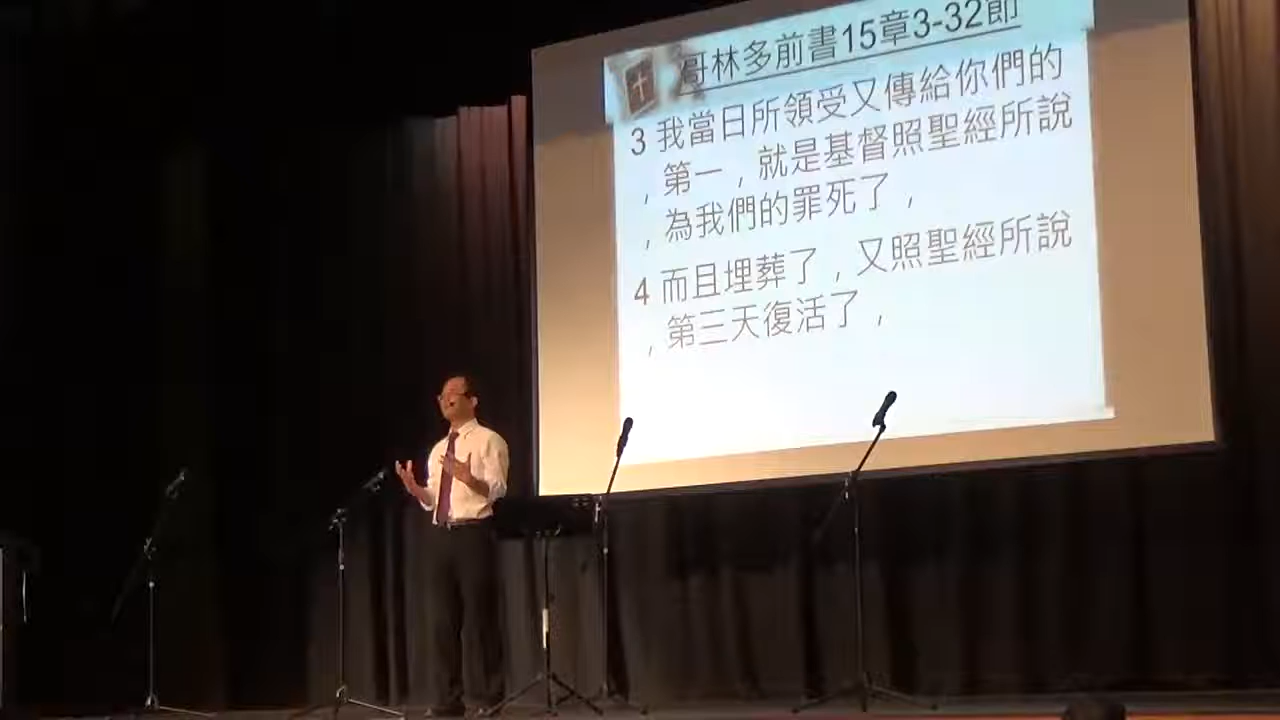 哥林多前書15章3-32節
3 我當日所領受又傳給你們的
，第一，就是基督照聖經所說
，為我們的罪死了，
4 而且埋葬了，又照聖經所說
，第三天復活了，